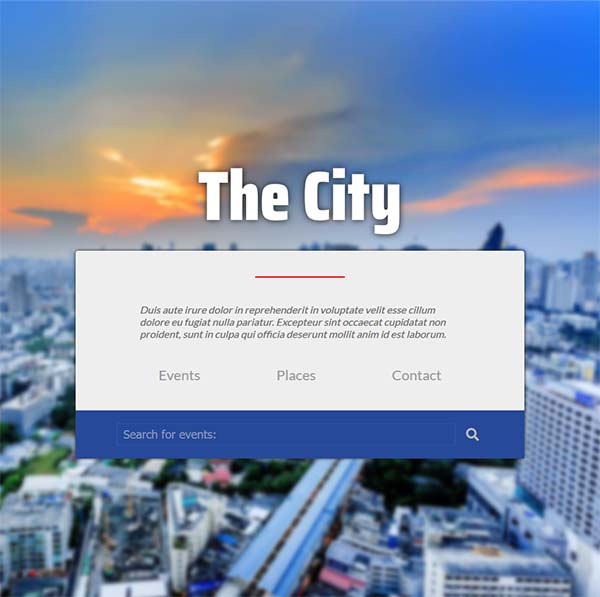 The City
Duis aute irure dolor in reprehenderit in voluptate velit esse cillum
dolore eu fugiat nulla pariatur. Excepteur sint occaecat cupidatat non
proident, sunt in culpa qui officia deserunt mollit anim id est laborum.
Events Places Contact
Search for events: